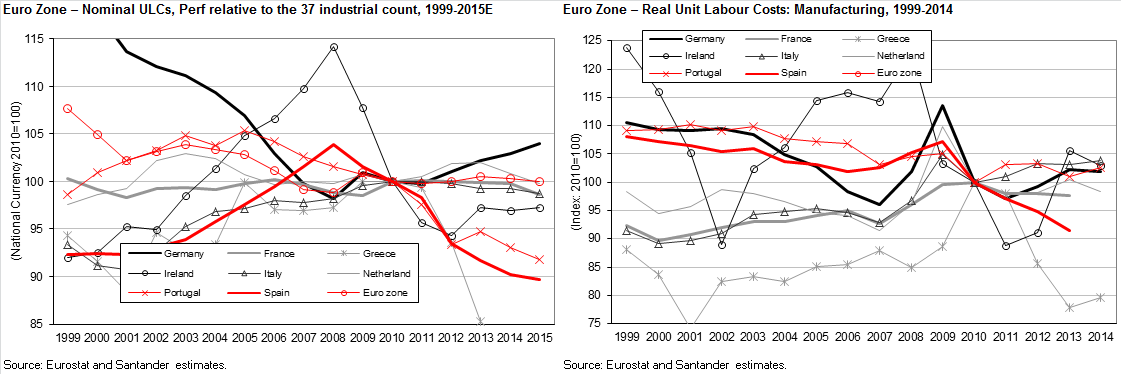 Euro Zone – Nominal ULCs, Perf relative to the 37 industrial count, 1999-2015E
(National Currency 2010=100)
115
110
105
100
95
90
85
Germany France Greece
Ireland Italy Netherland
Portugal Spain Euro zone
1999 2000 2001 2002 2003 2004 2005 2006 2007 2008 2009 2010 2011 2012 2013 2014 2015
Source: Eurostat and Santander estimates.
Euro Zone – Real Unit Labour Costs: Manufacturing, 1999-2014
(Index: 2010=100)
125
120
115
110
105
100
95
90
85
80
75
Germany France Greece
Ireland Italy Netherland
Portugal Spain Euro zone
1999 2000 2001 2002 2003 2004 2005 2006 2007 2008 2009 2010 2011 2012 2013 2014
Source: Eurostat and Santander estimates.